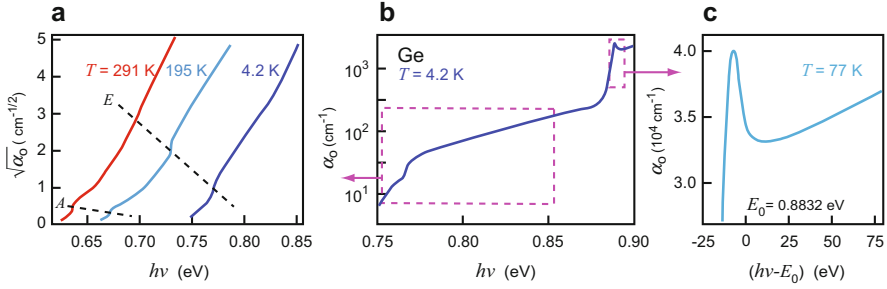 a
5
4
3
2
1
0
√αo (cm-1/2)
T = 291 K
195 K
4.2 K
E
A
0.65
0.70
0.75
0.80
0.85
hν (eV)
b
Ge
T = 4.2 K
10³
10²
10¹
αo (cm-1)
0.75
0.80
0.85
0.90
hν (eV)
c
4.0
3.5
3.0
αo (10⁴ cm-1)
T = 77 K
E0= 0.8832 eV
-25
0
25
50
75
(hν-E0) (eV)